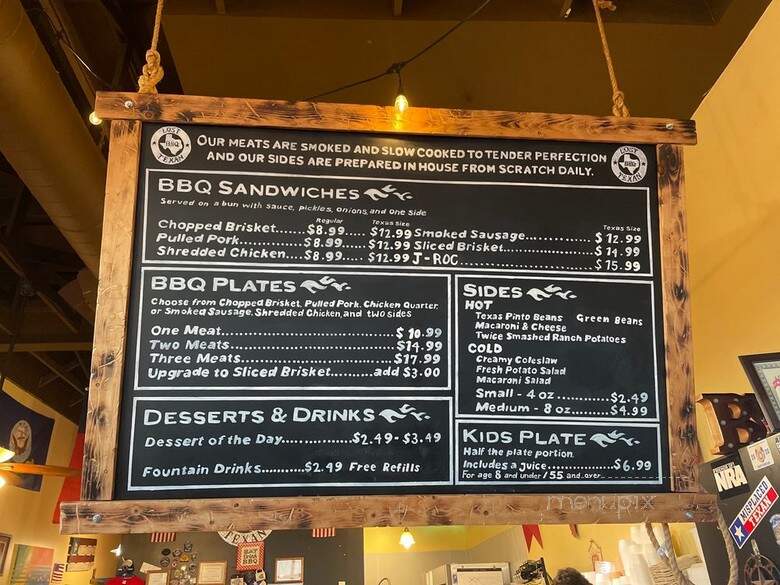 LOST BBQ TEXAN
OUR MEATS ARE SMOKED AND SLOW COOKED TO TENDER PERFECTION
AND OUR SIDES ARE PREPARED IN HOUSE FROM SCRATCH DAILY.
LOST BBQ TEXAN
BBQ SANDWICHES
Served on a bun with sauce, pickles, onions, and One Side
Regular Texas Size Texas Size
Chopped Brisket......$8.99..... $12.99 Smoked Sausage............... $12.99
Pulled Pork..............$8.99..... $12.99 Sliced Brisket.................... $14.99
Shredded Chicken...$8.99..... $12.99 J-ROC............................. $15.99
BBQ PLATES
Choose from Chopped Brisket, Pulled Pork, Chicken Quarter,
or Smoked Sausage, Shredded Chicken, and two sides
One Meat.................................$10.99
Two Meats...............................$14.99
Three Meats............................$17.99
Upgrade to Sliced Brisket........add $3.00
SIDES
HOT
Texas Pinto Beans Green Beans
Macaroni & Cheese
Twice Smashed Ranch Potatoes
COLD
Creamy Coleslaw
Fresh Potato Salad
Macaroni Salad
Small - 4 oz............$2.49
Medium - 8 oz.........$4.99
DESSERTS & DRINKS
Dessert of the Day...............$2.49-$3.49
Fountain Drinks..........$2.49 Free Refills
KIDS PLATE
Half the plate portion.
Includes a juice...............$6.99
For age 8 and under / 55 and over
menupix
NRA
MISPLACED
TEXAN
TEXAN
BBQ